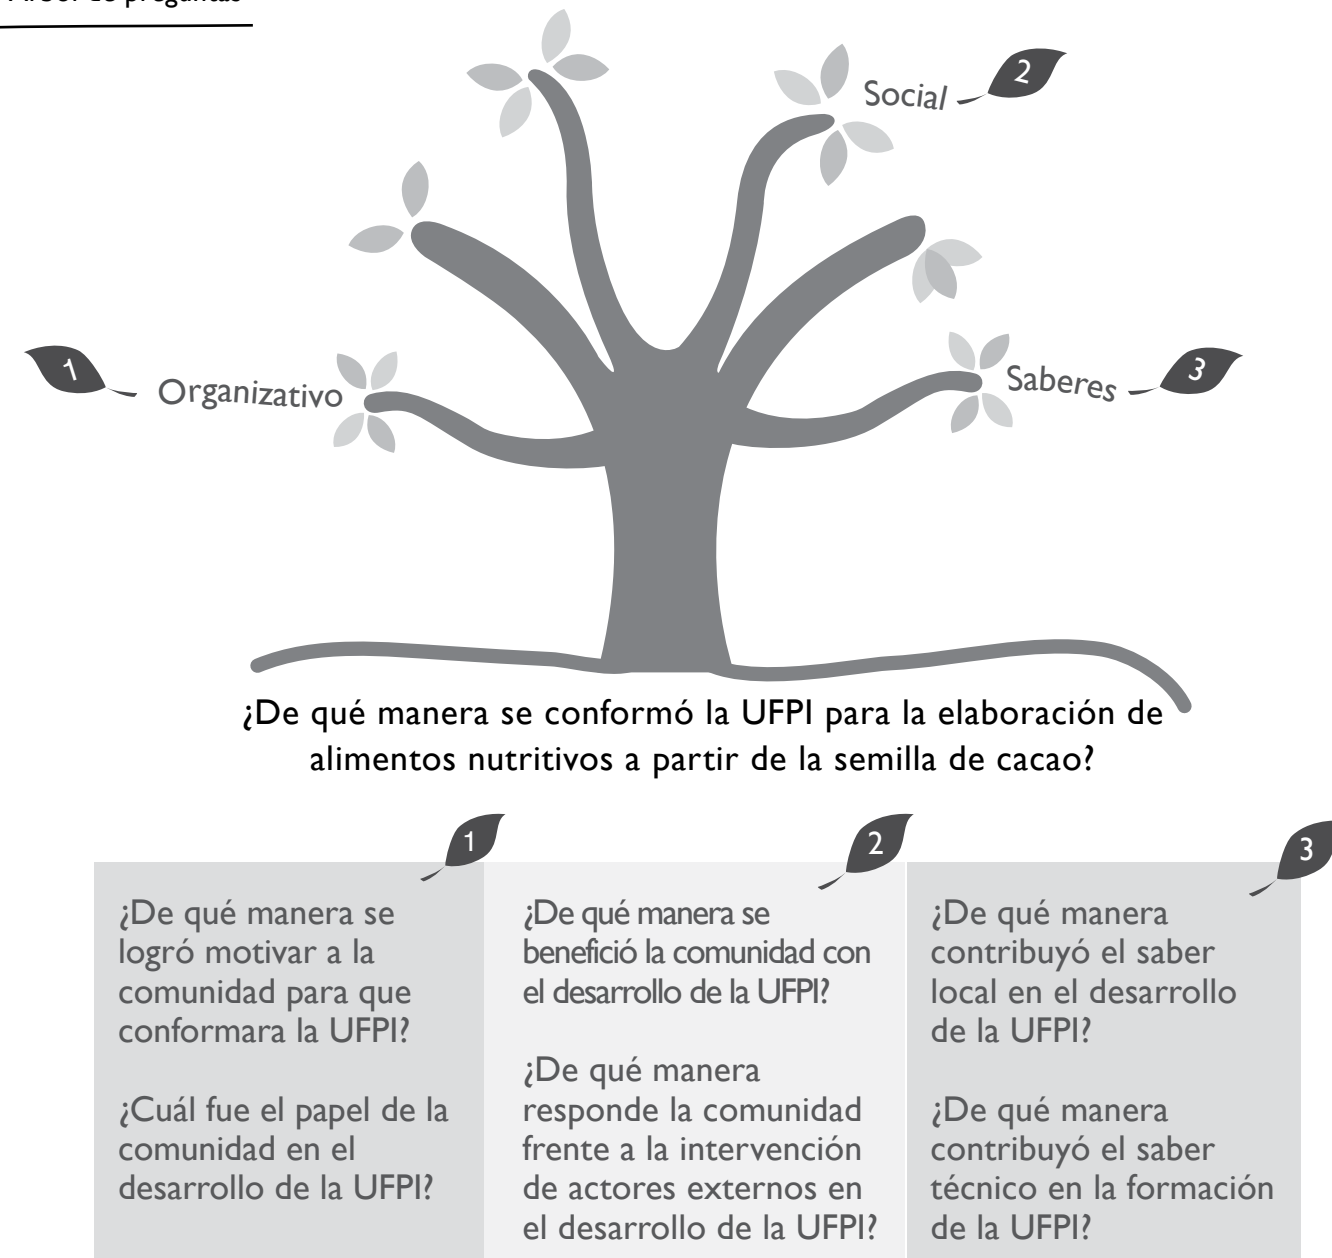 preguntas
Social
2
1
Organizativo
Saberes
3
¿De qué manera se conformó la UFPI para la elaboración de
alimentos nutritivos a partir de la semilla de cacao?
1
2
3
¿De qué manera se
logró motivar a la
comunidad para que
conformara la UFPI?
¿Cuál fue el papel de la
comunidad en el
desarrollo de la UFPI?
¿De qué manera se
benefició la comunidad con
el desarrollo de la UFPI?
¿De qué manera
responde la comunidad
frente a la intervención
de actores externos en
el desarrollo de la UFPI?
¿De qué manera
contribuyó el saber
local en el desarrollo
de la UFPI?
¿De qué manera
contribuyó el saber
técnico en la formación
de la UFPI?